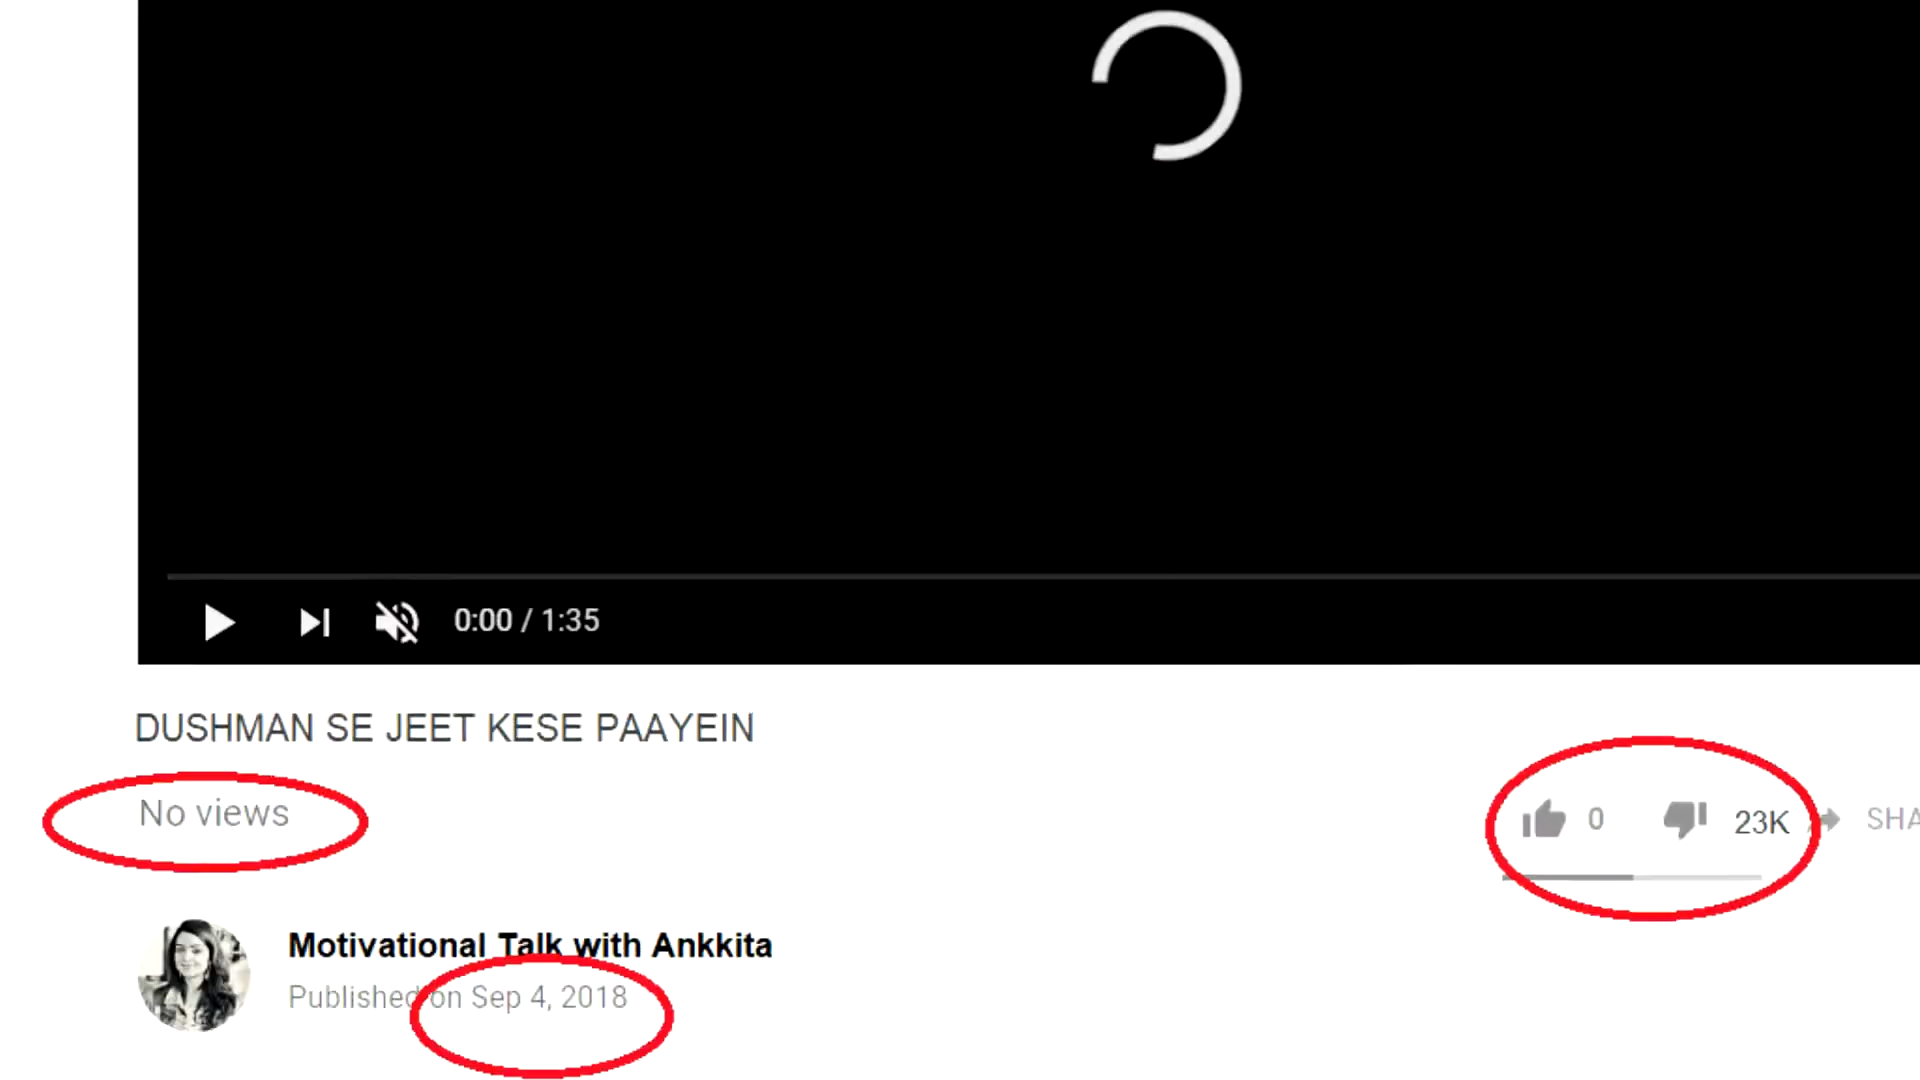 0:00 / 1:35
DUSHMAN SE JEET KESE PAAYEIN
No views
0 23K SHA
Motivational Talk with Ankkita
Published on Sep 4, 2018